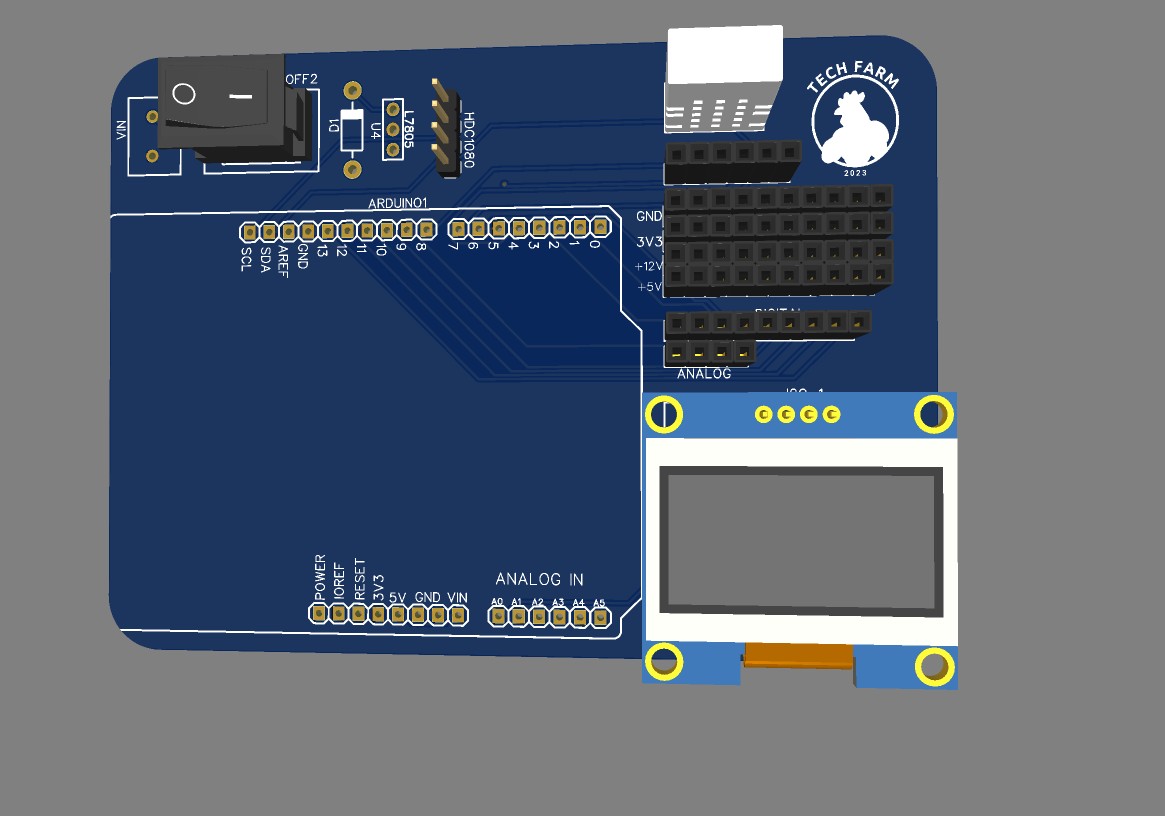 OFF2
VIN
D1
U4
L7805
HDC1080
TECH FARM
2023
ARDUINO1
SCL
SDA
AREF
GND
13
12
11
10
9
8
7
6
5
4
3
2
1
0
GND
3V3
+12V
+5V
DIGITAL
ANALOG
POWER
IOREF
RESET
3V3
5V
GND
VIN
ANALOG IN
A0
A1
A2
A3
A4
A5